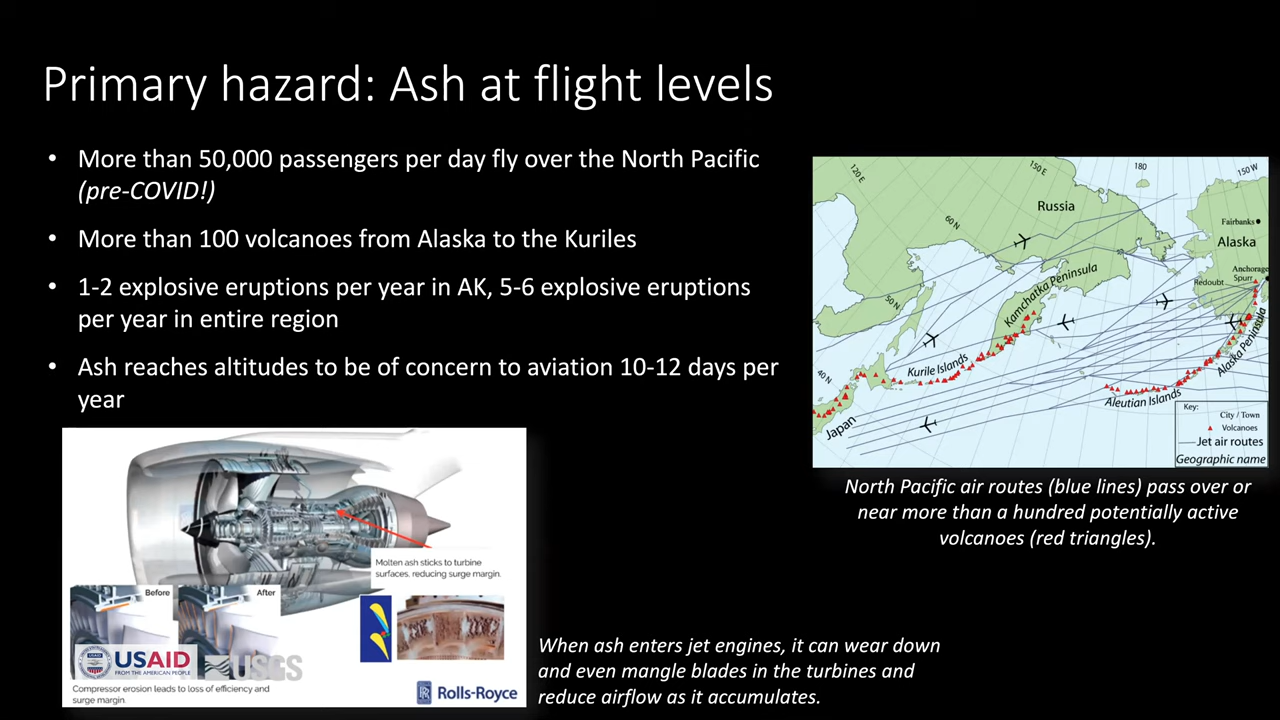 Primary hazard: Ash at flight levels
• More than 50,000 passengers per day fly over the North Pacific
(pre-COVID!)
• More than 100 volcanoes from Alaska to the Kuriles
• 1-2 explosive eruptions per year in AK, 5-6 explosive eruptions
per year in entire region
• Ash reaches altitudes to be of concern to aviation 10-12 days per
year
120 E
150 E
180
150 W
60 N
50 N
40 N
Russia
Fairbanks
Alaska
Anchorage
Spurr
Redoubt
Kamchatka Peninsula
Kurile Islands
Alaska Peninsula
Aleutian Islands
Japan
Key:
City / Town
Volcanoes
Jet air routes
Geographic name
North Pacific air routes (blue lines) pass over or
near more than a hundred potentially active
volcanoes (red triangles).
Molten ash sticks to turbine
surfaces, reducing surge margin.
Before
After
USAID
FROM THE AMERICAN PEOPLE
USGS
Compressor erosion leads to loss of efficiency and
surge margin.
Rolls-Royce
When ash enters jet engines, it can wear down
and even mangle blades in the turbines and
reduce airflow as it accumulates.